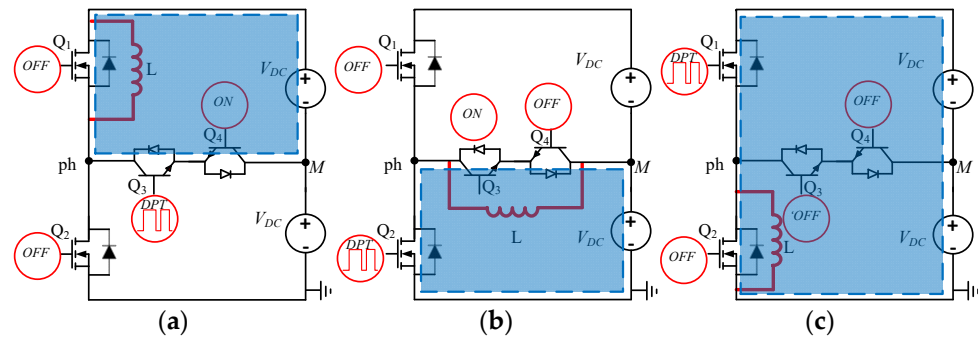 Q1
OFF
L
VDC
ON
Q4
ph
M
Q3
DPT
VDC
Q2
OFF
(a)
Q1
OFF
VDC
ON
OFF
Q4
ph
M
Q3
L
VDC
Q2
DPT
(b)
DPT
Q1
VDC
OFF
Q4
ph
M
Q3
'OFF
VDC
Q2
L
OFF
(c)